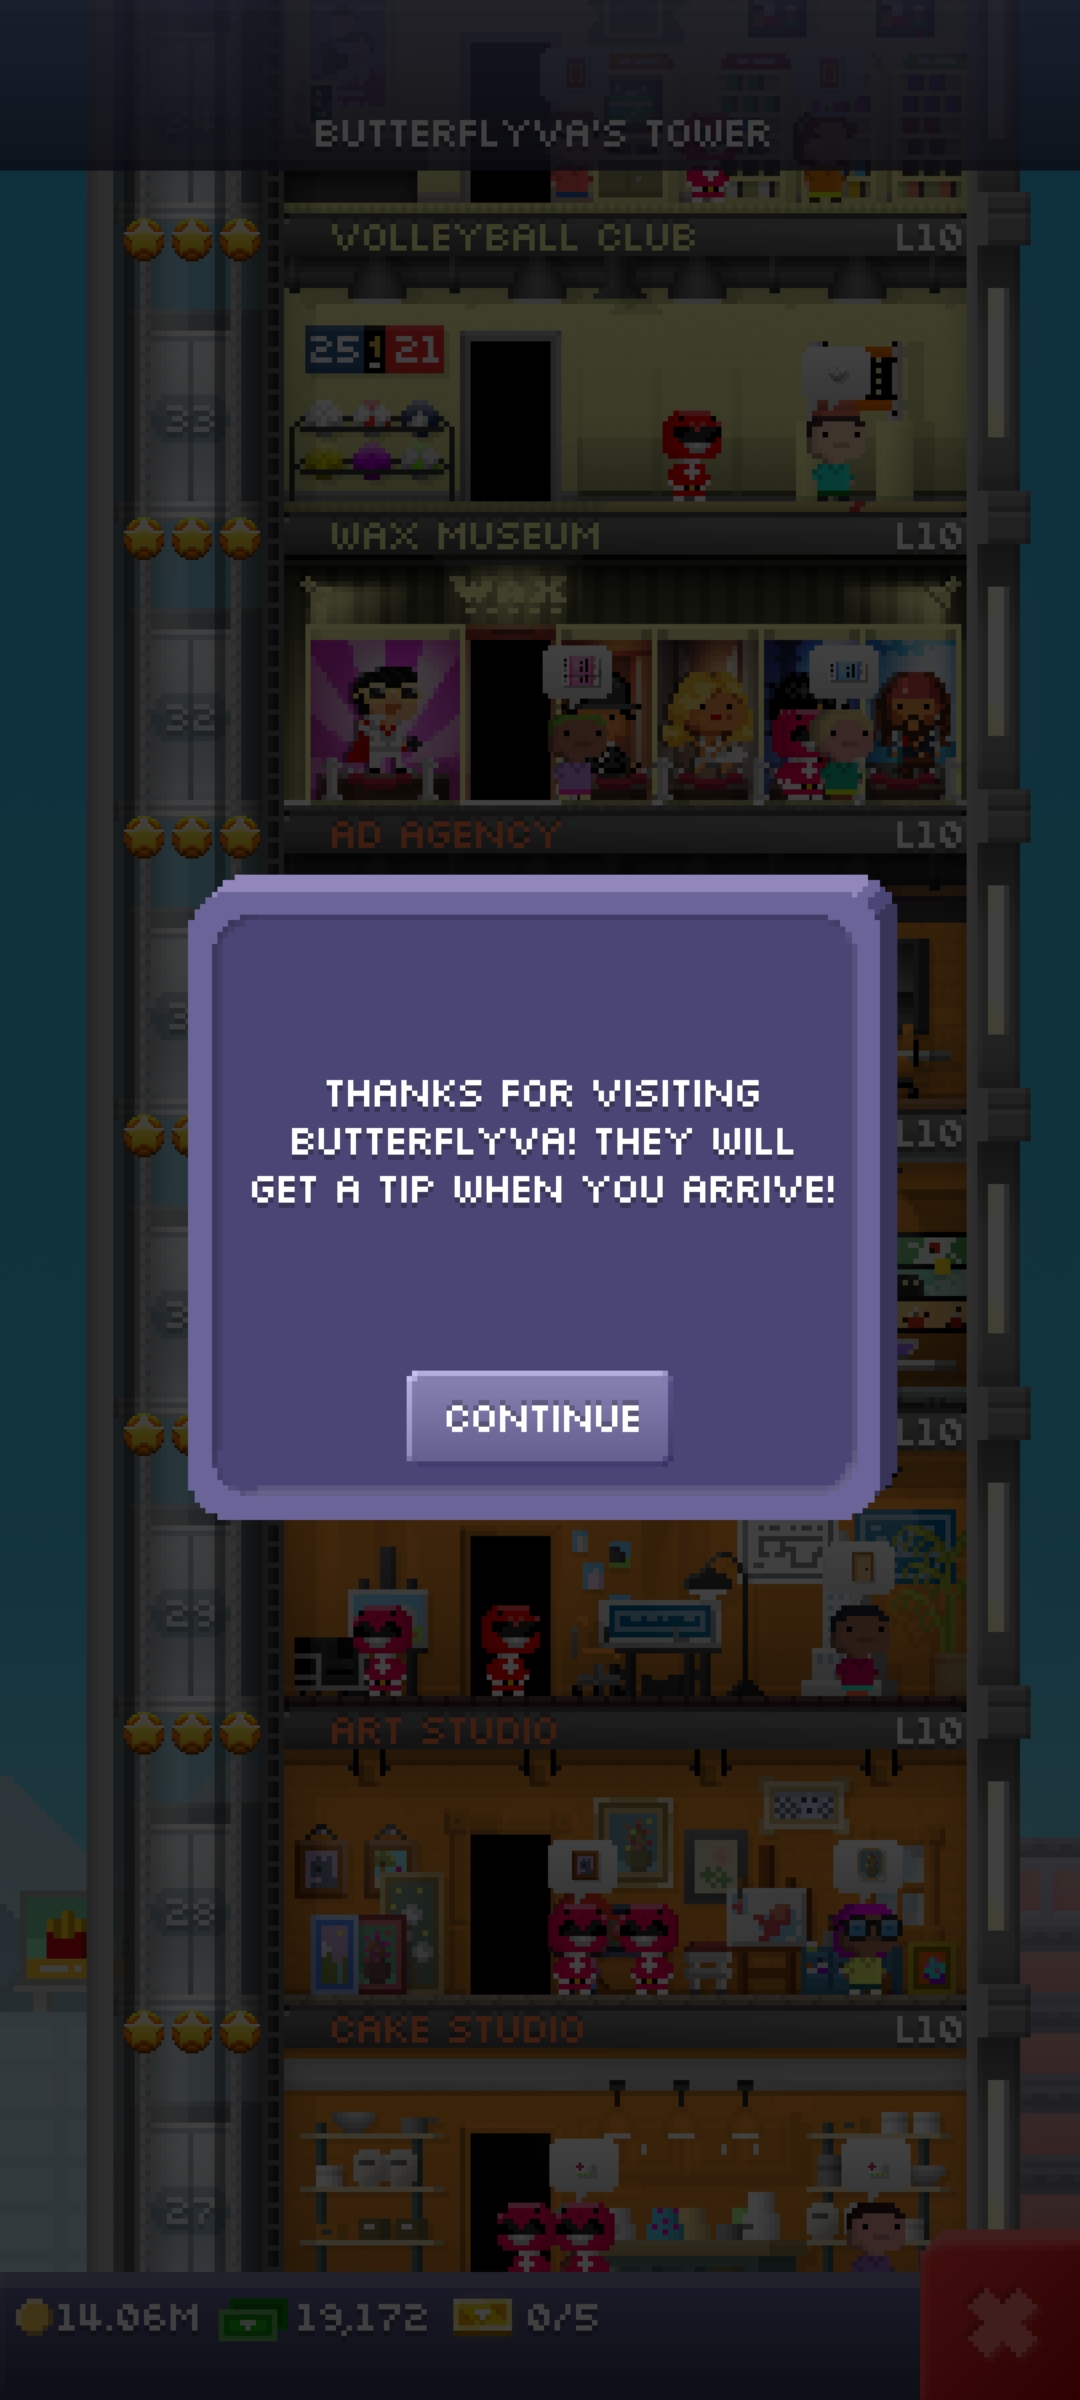 BUTTERFLYVA'S TOWER
VOLLEYBALL CLUB L10
25 21
33
WAX MUSEUM L10
WAX
32
AD AGENCY L10
L10
THANKS FOR VISITING
BUTTERFLYVA! THEY WILL
GET A TIP WHEN YOU ARRIVE!
CONTINUE
L10
29
ART STUDIO L10
28
CAKE STUDIO L10
27
14.06M 19,172 0/5